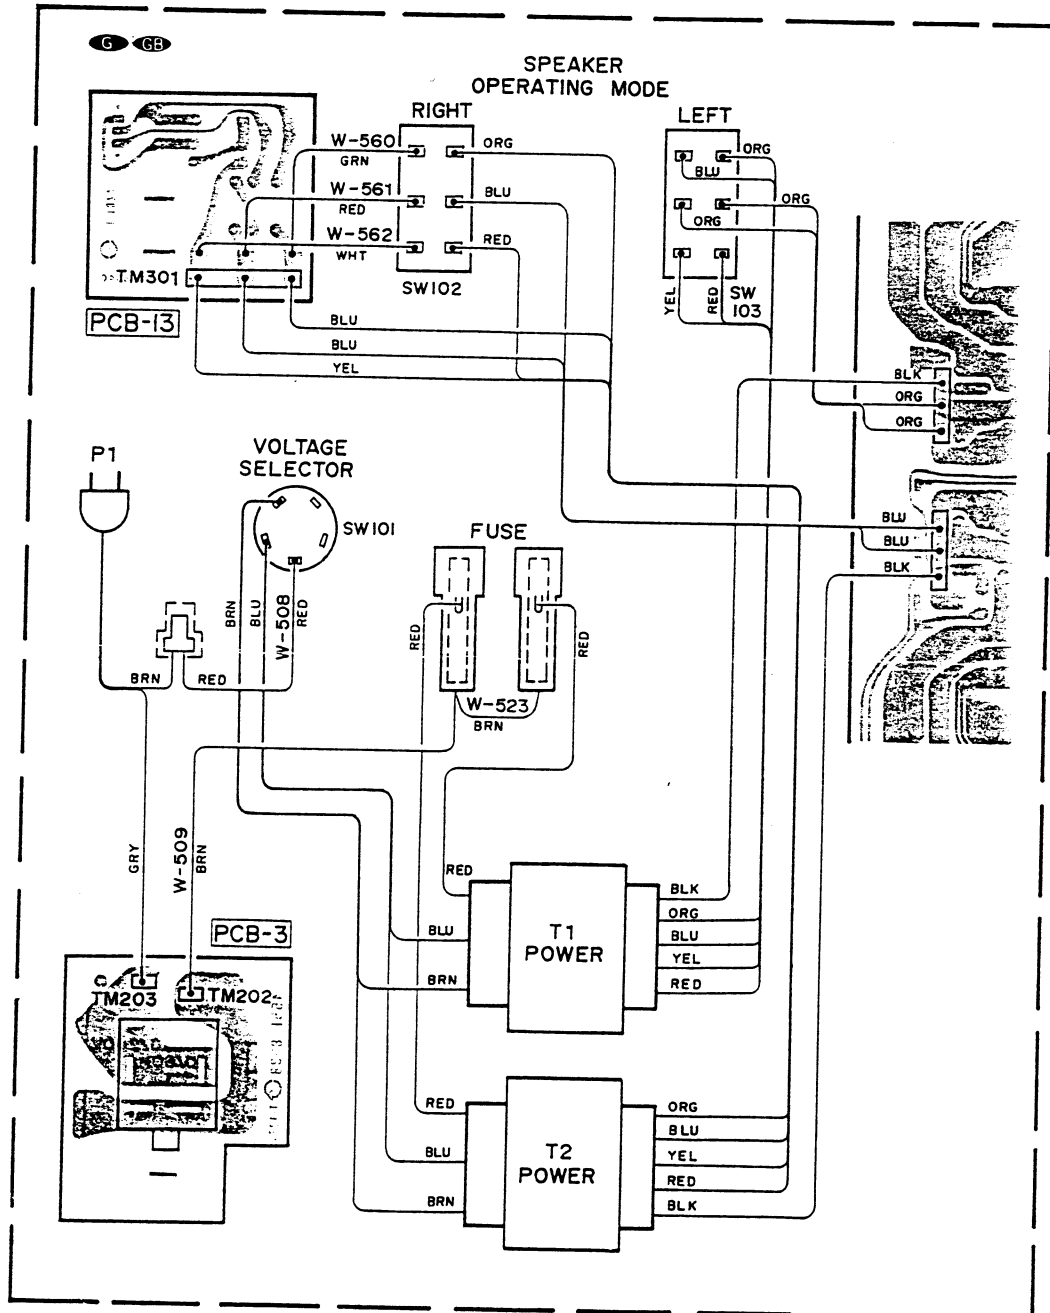 G GB
SPEAKER
OPERATING MODE
RIGHT
LEFT
W-560
GRN
ORG
ORG
BLU
W-561
RED
BLU
ORG
ORG
W-562
WHT
RED
TM301
SW102
YEL
RED
SW
103
PCB-13
BLU
BLU
YEL
BLK
ORG
ORG
P1
VOLTAGE
SELECTOR
SW101
FUSE
BLU
BLU
BLK
BRN
BLU
W-508
RED
RED
RED
BRN
RED
W-523
BRN
GRY
W-509
BRN
RED
BLU
BRN
T1
POWER
BLK
ORG
BLU
YEL
RED
PCB-3
TM203
TM202
RED
BLU
BRN
T2
POWER
ORG
BLU
YEL
RED
BLK